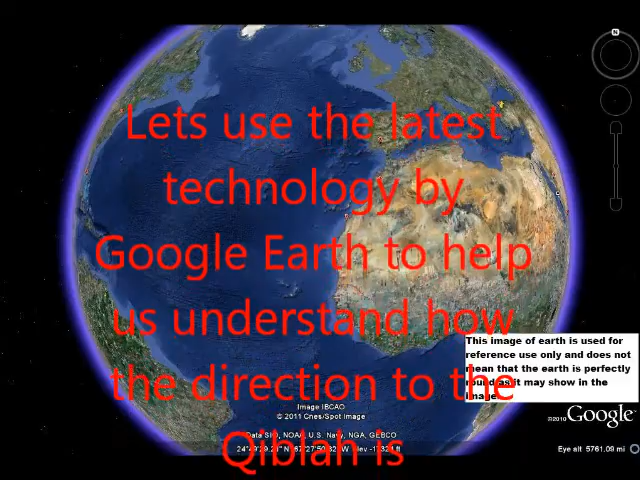 N
Lets use the latest
technology by
Google Earth to help
us understand how
the direction to the
Qiblah is
This image of earth is used for
reference use only and does not
mean that the earth is perfectly
round as it may show in the
image
Image IBCAO
© 2011 Cnes/Spot Image
Data SIO, NOAA, U.S. Navy, NGA, GEBCO
©2010 Google
Eye alt 5761.09 mi